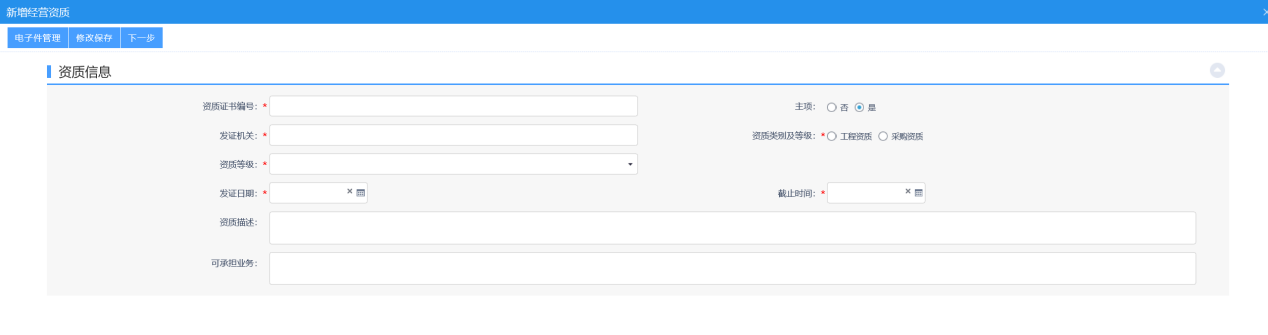 新增经营资质
电子件管理 修改保存 下一步
资质信息
资质证书编号: * 主项: 否 是
发证机关: * 资质类别及等级: * 工程资质 采购资质
资质等级: *
发证日期: * 截止时间: *
资质描述:
可承担业务: